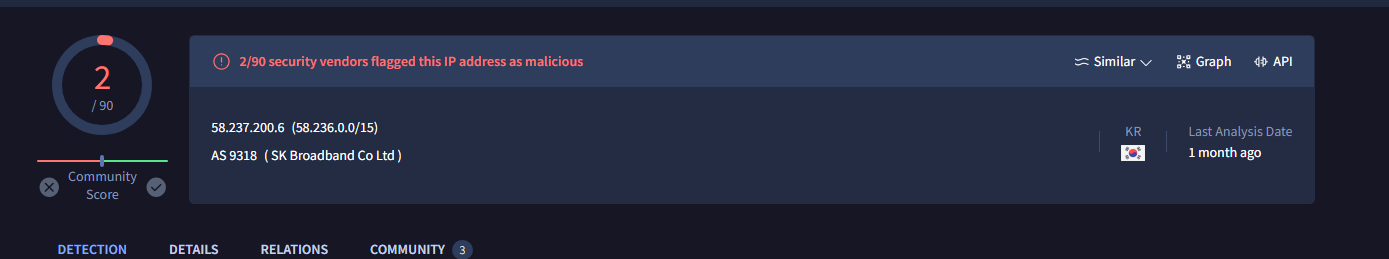 2
/ 90
Community
Score
2/90 security vendors flagged this IP address as malicious
Similar
Graph
API
58.237.200.6 (58.236.0.0/15)
AS 9318 ( SK Broadband Co Ltd )
KR
Last Analysis Date
1 month ago
DETECTION DETAILS RELATIONS COMMUNITY 3